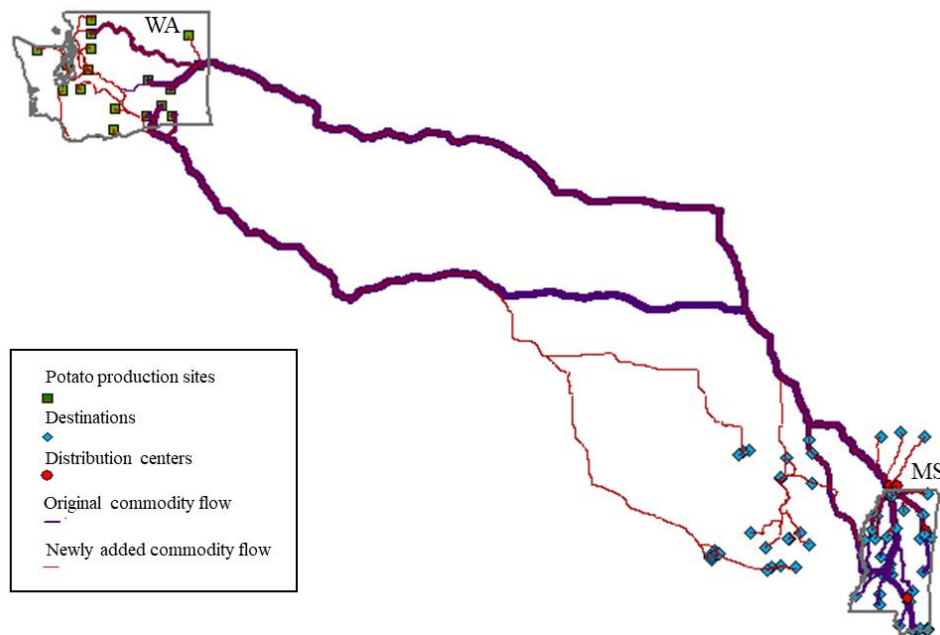 WA
MS
Potato production sites
Destinations
Distribution centers
Original commodity flow
Newly added commodity flow